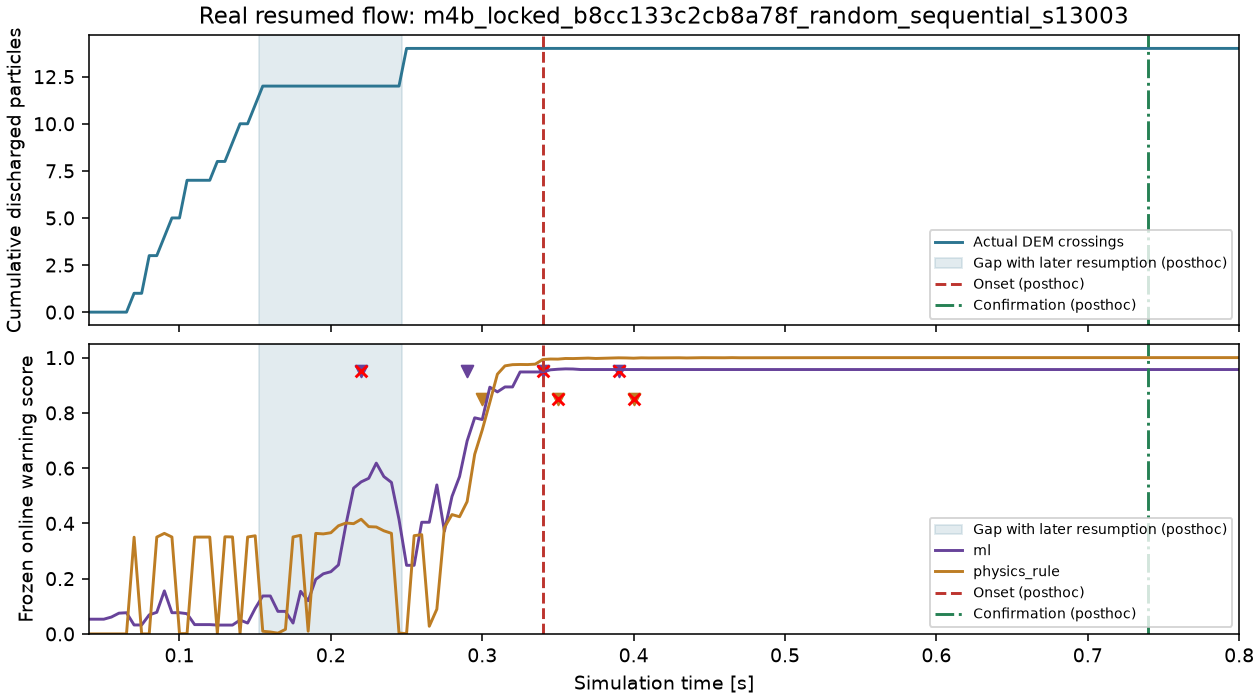 Real resumed flow: m4b_locked_b8cc133c2cb8a78f_random_sequential_s13003
Cumulative discharged particles
12.5
10.0
7.5
5.0
2.5
0.0
Actual DEM crossings
Gap with later resumption (posthoc)
Onset (posthoc)
Confirmation (posthoc)
Frozen online warning score
1.0
0.8
0.6
0.4
0.2
0.0
Gap with later resumption (posthoc)
ml
physics_rule
Onset (posthoc)
Confirmation (posthoc)
0.1 0.2 0.3 0.4 0.5 0.6 0.7 0.8
Simulation time [s]